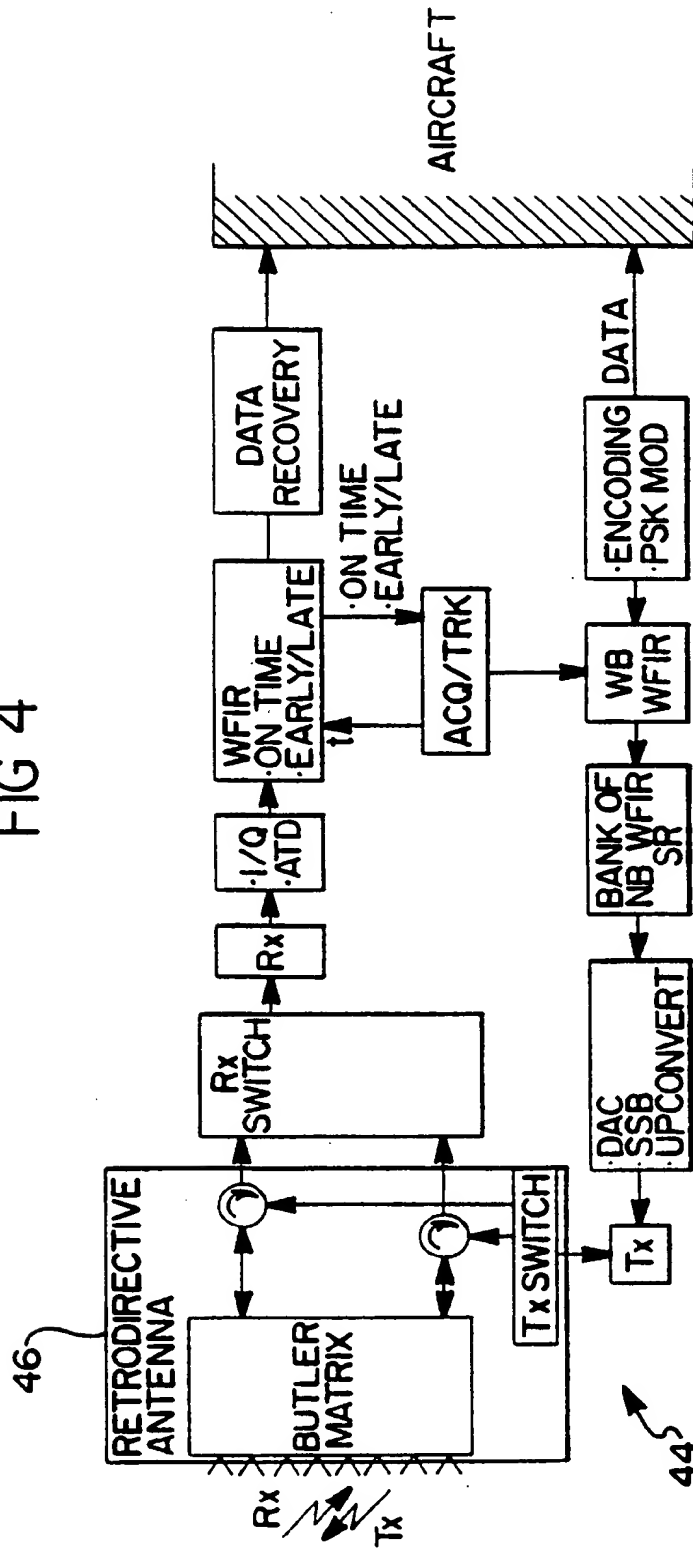 FIG 4
46
RETRODIRECTIVE
ANTENNA
BUTLER
MATRIX
Rx
Tx
Tx SWITCH
Rx
SWITCH
Rx
·I/Q
·ATD
WFIR
·ON TIME
·EARLY/LATE
DATA
RECOVERY
AIRCRAFT
t
·ON TIME
·EARLY/LATE
ACQ/TRK
Tx
·DAC
·SSB
·UPCONVERT
BANK OF
NB WFIR
SR
WB
WFIR
·ENCODING
·PSK MOD
DATA
44